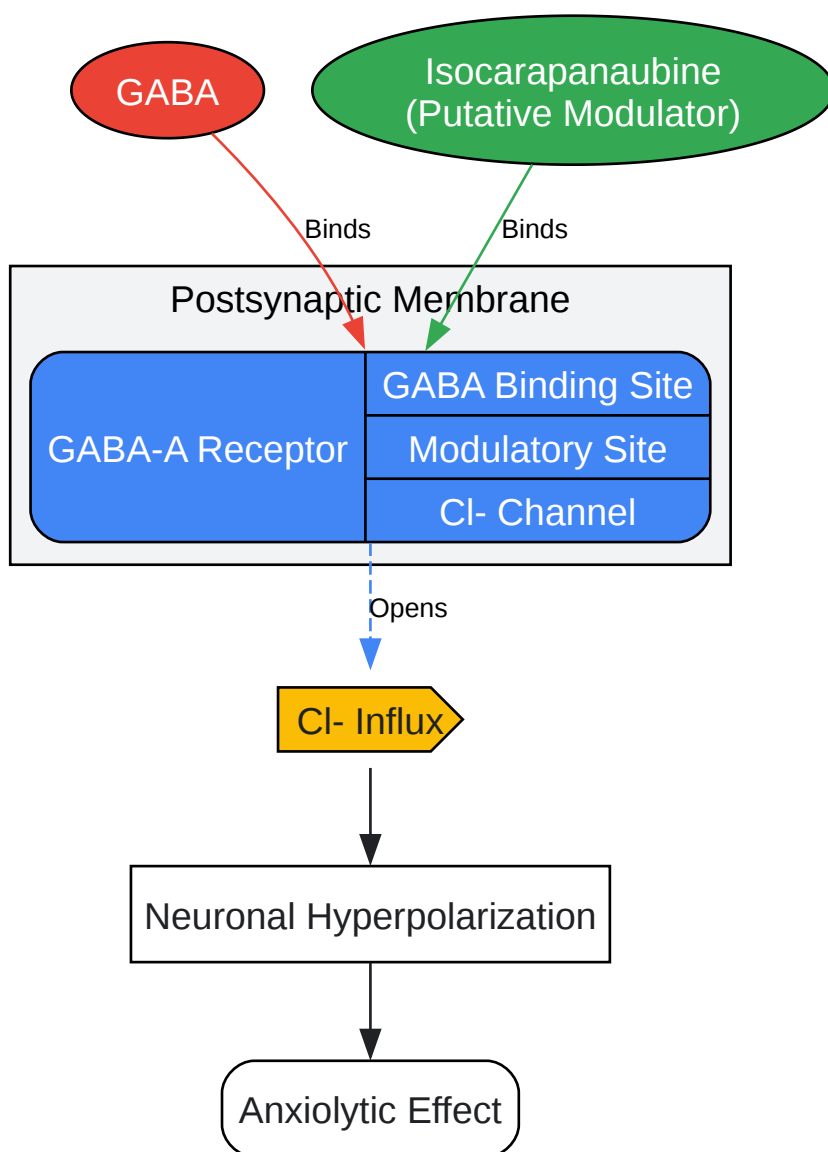 GABA
Isocarapanaubine
(Putative Modulator)
Binds
Binds
Postsynaptic Membrane
GABA-A Receptor
GABA Binding Site
Modulatory Site
Cl- Channel
Opens
Cl- Influx
Neuronal Hyperpolarization
Anxiolytic Effect